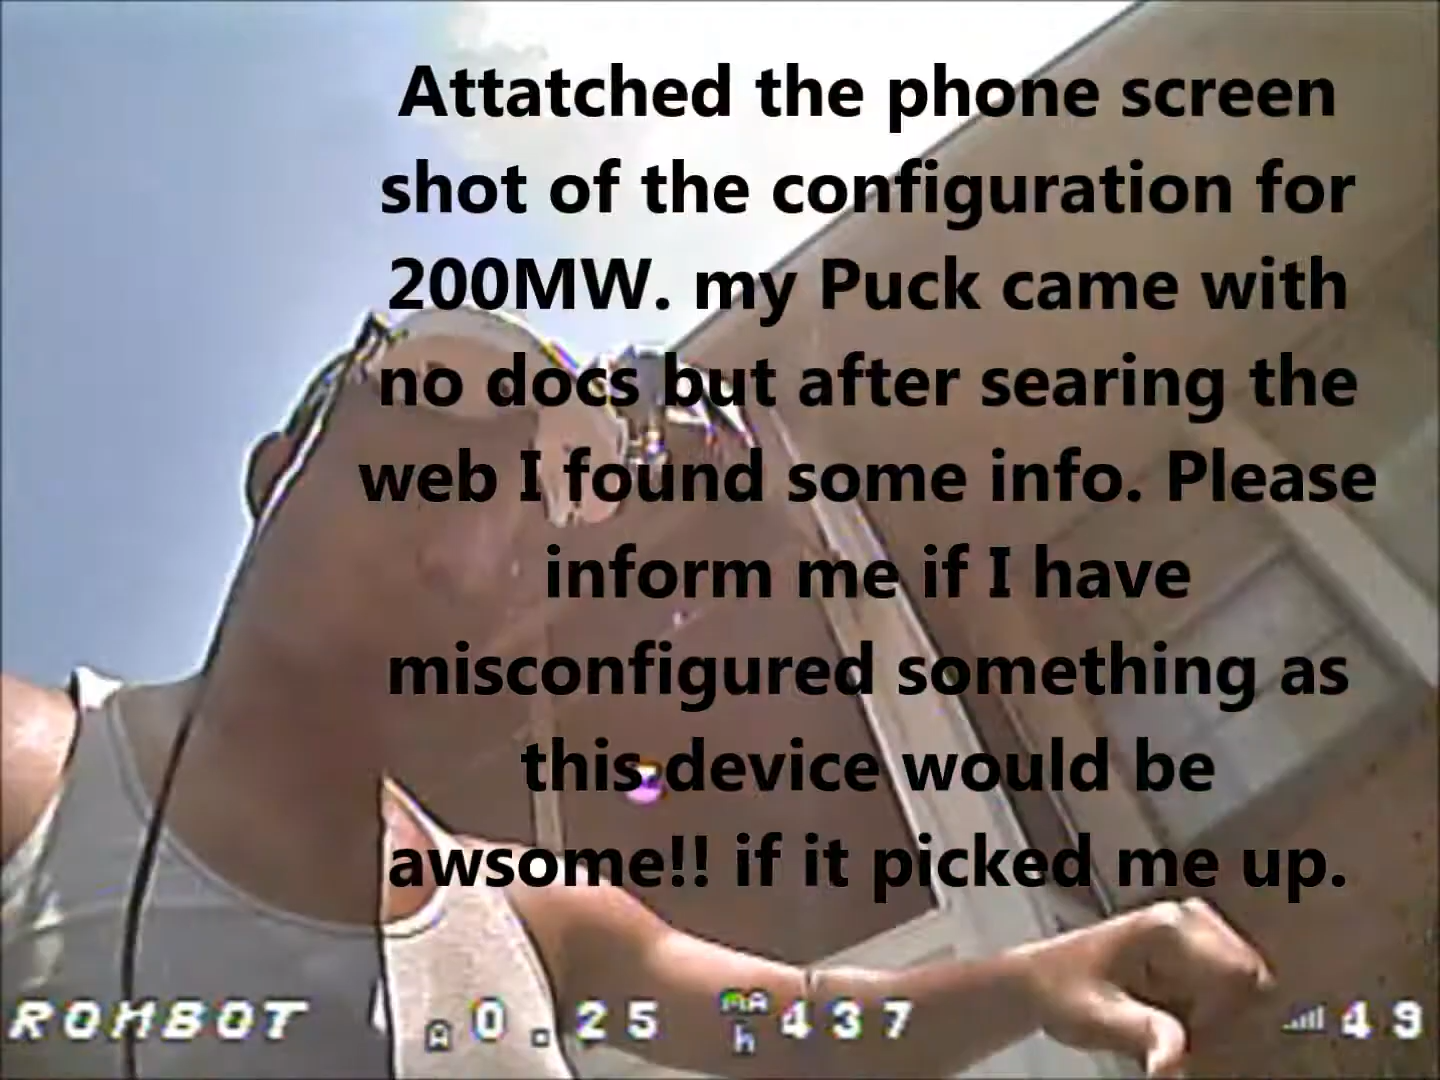 Attatched the phone screen
shot of the configuration for
200MW. my Puck came with
no docs but after searing the
web I found some info. Please
inform me if I have
misconfigured something as
this device would be
awsome!! if it picked me up.
ROMBOT A 0.25 mAh 437 49